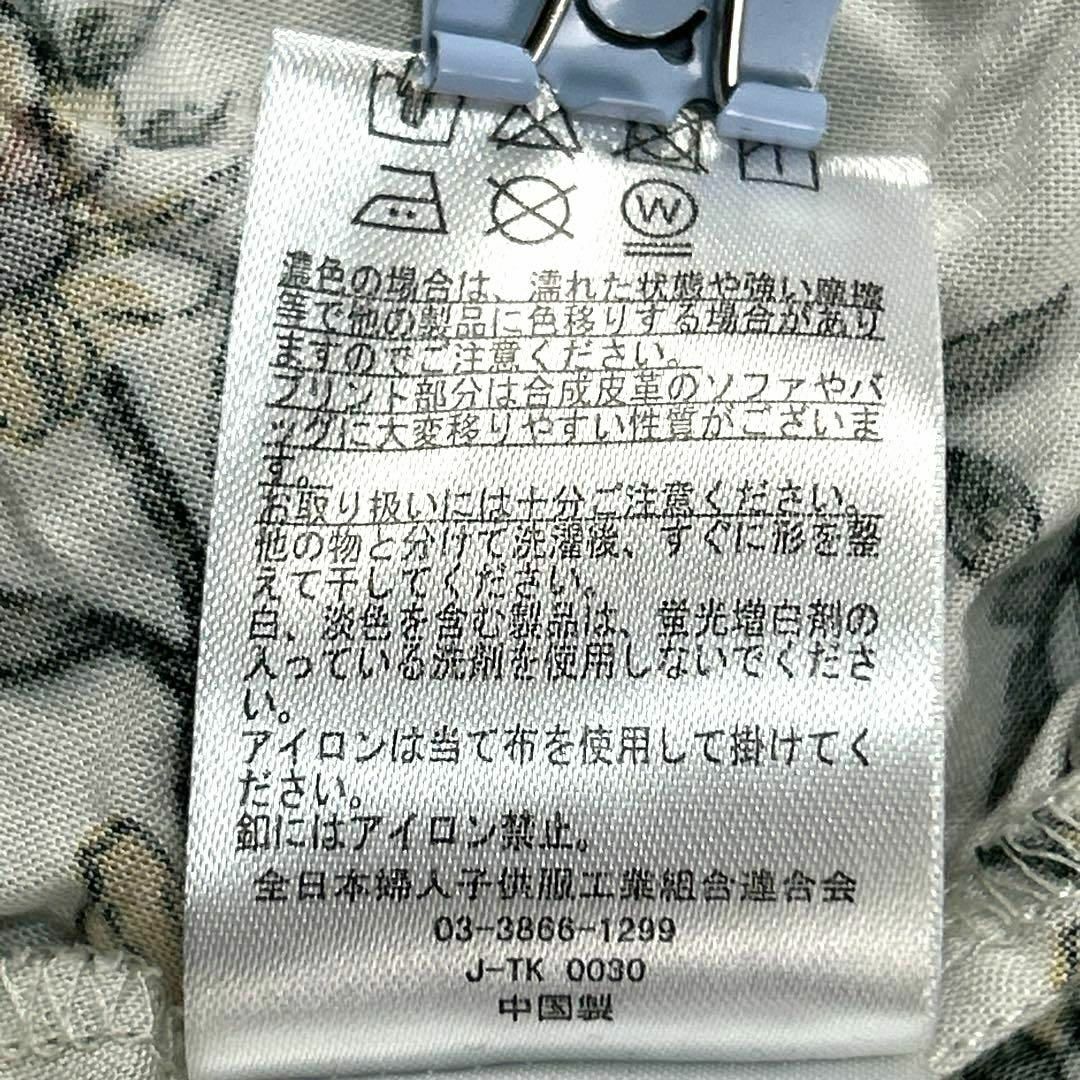 W
濃色の場合は、濡れた状態や強い摩擦
等で他の製品に色移りする場合があり
ますのでご注意ください。
プリント部分は合成皮革のソファやバ
ッグに大変移りやすい性質がございま
す。
お取り扱いには十分ご注意ください。
他の物と分けて洗濯後、すぐに形を整
えて干してください。
白、淡色を含む製品は、蛍光増白剤の
入っている洗剤を使用しないでくださ
い。
アイロンは当て布を使用して掛けてく
ださい。
釦にはアイロン禁止。
全日本婦人子供服工業組合連合会
03-3866-1299
J-TK 0030
中国製